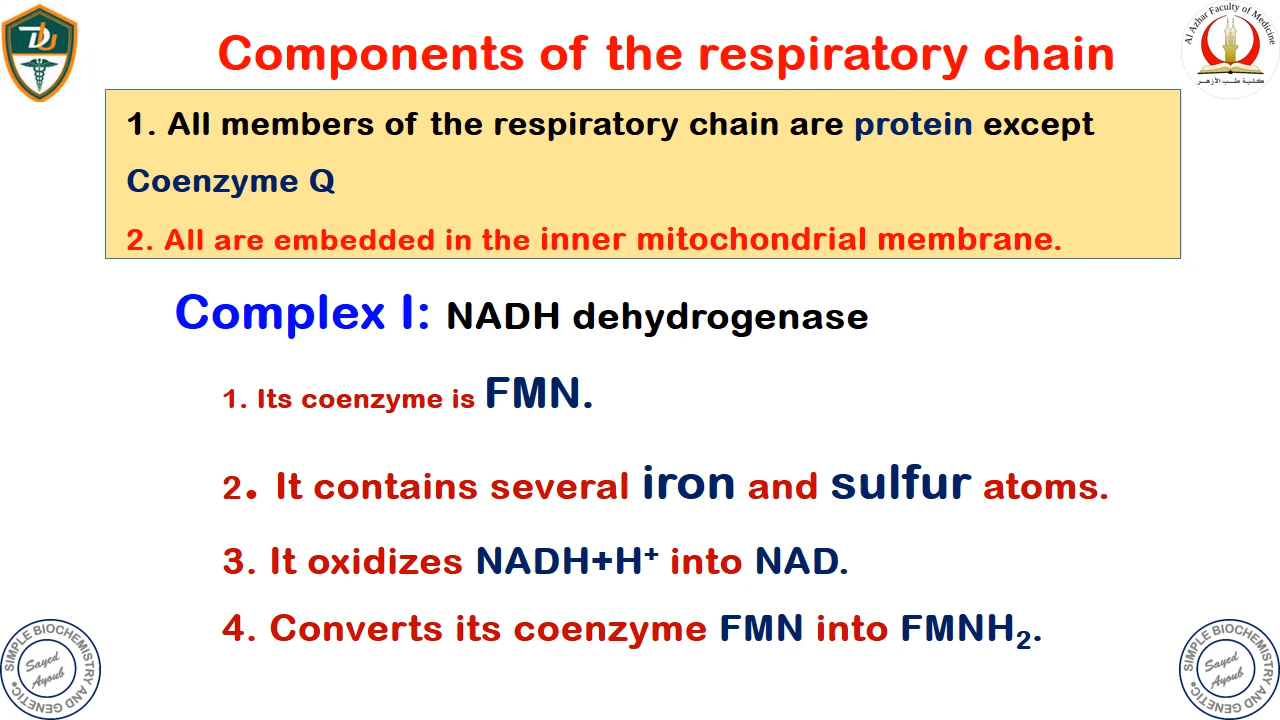 DU
Components of the respiratory chain
Al Azhar Faculty of Medicine
كلية طب الأزهر
1. All members of the respiratory chain are protein except
Coenzyme Q
2. All are embedded in the inner mitochondrial membrane.
Complex I: NADH dehydrogenase
1. Its coenzyme is FMN.
2. It contains several iron and sulfur atoms.
3. It oxidizes NADH+H⁺ into NAD.
4. Converts its coenzyme FMN into FMNH₂.
SIMPLE BIOCHEMISTRY AND GENETIC
Sayed
Ayoub
SIMPLE BIOCHEMISTRY AND GENETIC
Sayed
Ayoub